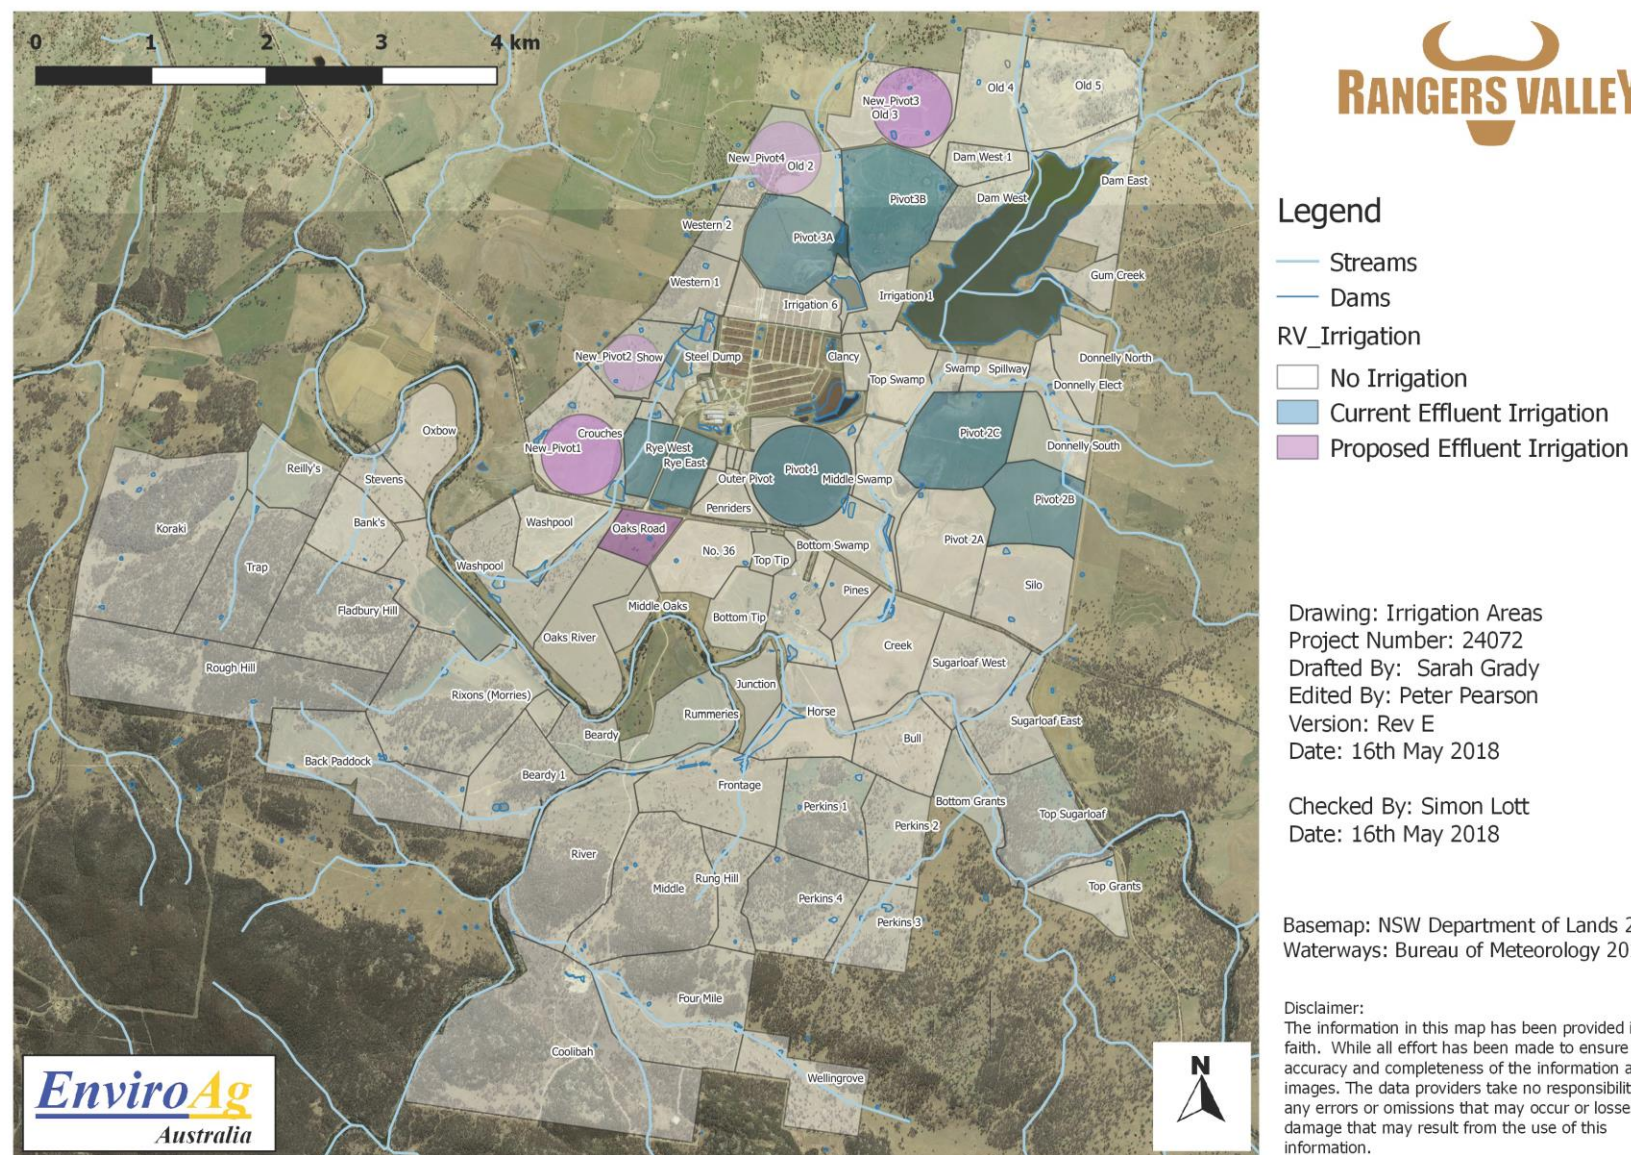 0 1 2 3 4 km
RANGERS VALLEY
Old 4
Old 5
New_Pivot3
Old 3
New_Pivot4
Old 2
Dam West 1
Dam East
Dam West
Pivot3B
Western 2
Pivot 3A
Gum Creek
Western 1
Irrigation 6
Irrigation 1
New_Pivot2
Show
Steel Dump
Clancy
Top Swamp
Swamp
Spillway
Donnelly North
Donnelly Elect
Oxbow
Crouches
New_Pivot1
Rye West
Rye East
Pivot-2C
Donnelly South
Reilly's
Stevens
Outer Pivot
Pivot-1
Middle Swamp
Pivot-2B
Koraki
Bank's
Washpool
Oaks Road
Penriders
No. 36
Top Tip
Bottom Swamp
Pivot 2A
Trap
Washpool
Silo
Fladbury Hill
Middle Oaks
Bottom Tip
Pines
Oaks River
Creek
Rough Hill
Sugarloaf West
Rixons (Morries)
Junction
Rummeries
Horse
Sugarloaf East
Beardy
Bull
Back Paddock
Beardy 1
Frontage
Perkins 1
Bottom Grants
Perkins 2
Top Sugarloaf
River
Middle
Rung Hill
Perkins 4
Top Grants
Perkins 3
Four Mile
Coolibah
Wellingrove
EnviroAg
Australia
N
Legend
Streams
Dams
RV_Irrigation
No Irrigation
Current Effluent Irrigation
Proposed Effluent Irrigation
Drawing: Irrigation Areas
Project Number: 24072
Drafted By: Sarah Grady
Edited By: Peter Pearson
Version: Rev E
Date: 16th May 2018
Checked By: Simon Lott
Date: 16th May 2018
Basemap: NSW Department of Lands 2
Waterways: Bureau of Meteorology 20
Disclaimer:
The information in this map has been provided
faith. While all effort has been made to ensure
accuracy and completeness of the information
images. The data providers take no
any errors or omissions that may occur or
damage that may result from the use of this
information.